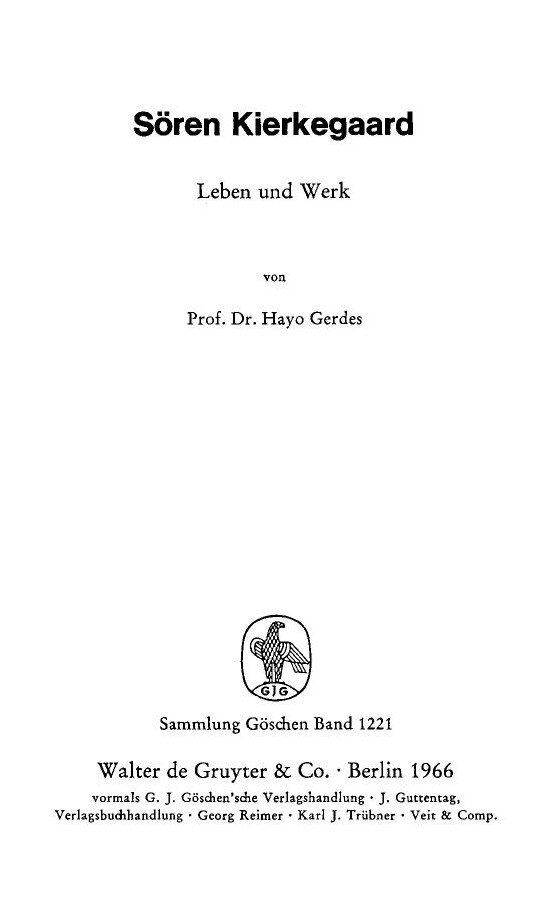 Sören Kierkegaard
Leben und Werk
von
Prof. Dr. Hayo Gerdes
GJG
Sammlung Göschen Band 1221
Walter de Gruyter & Co. · Berlin 1966
vormals G. J. Göschen'sche Verlagshandlung · J. Guttentag,
Verlagsbuchhandlung · Georg Reimer · Karl J. Trübner · Veit & Comp.